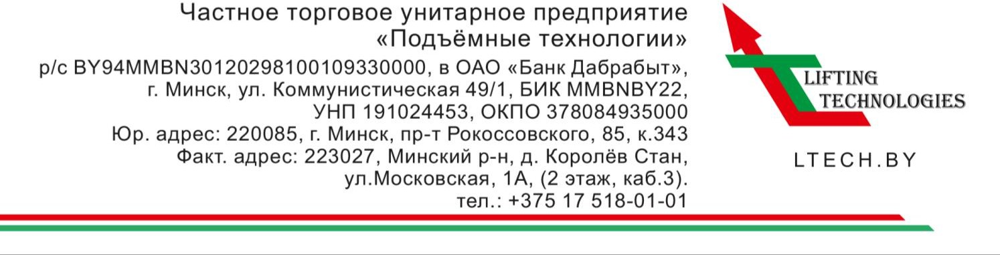 Частное торговое унитарное предприятие
«Подъёмные технологии»
р/с BY94MMBN30120298100109330000, в ОАО «Банк Дабрабыт»,
г. Минск, ул. Коммунистическая 49/1, БИК MMBNBY22,
УНП 191024453, ОКПО 378084935000
Юр. адрес: 220085, г. Минск, пр-т Рокоссовского, 85, к.343
Факт. адрес: 223027, Минский р-н, д. Королёв Стан,
ул.Московская, 1А, (2 этаж, каб.3).
тел.: +375 17 518-01-01
LIFTING
TECHNOLOGIES
LTECH.BY